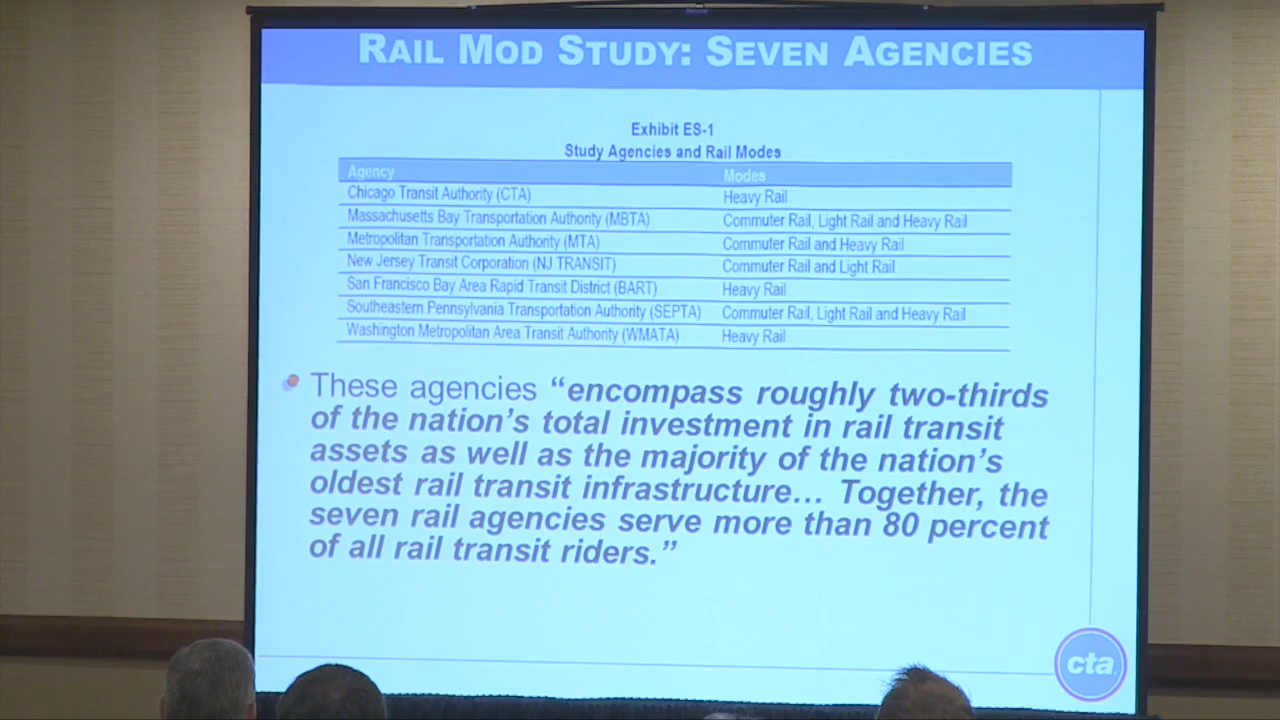 RAIL MOD STUDY: SEVEN AGENCIES
Exhibit ES-1
Study Agencies and Rail Modes
Agency Modes
Chicago Transit Authority (CTA) Heavy Rail
Massachusetts Bay Transportation Authority (MBTA) Commuter Rail, Light Rail and Heavy Rail
Metropolitan Transportation Authority (MTA) Commuter Rail and Heavy Rail
New Jersey Transit Corporation (NJ TRANSIT) Commuter Rail and Light Rail
San Francisco Bay Area Rapid Transit District (BART) Heavy Rail
Southeastern Pennsylvania Transportation Authority (SEPTA) Commuter Rail, Light Rail and Heavy Rail
Washington Metropolitan Area Transit Authority (WMATA) Heavy Rail
• These agencies “encompass roughly two-thirds
of the nation’s total investment in rail transit
assets as well as the majority of the nation’s
oldest rail transit infrastructure… Together, the
seven rail agencies serve more than 80 percent
of all rail transit riders.”
cta